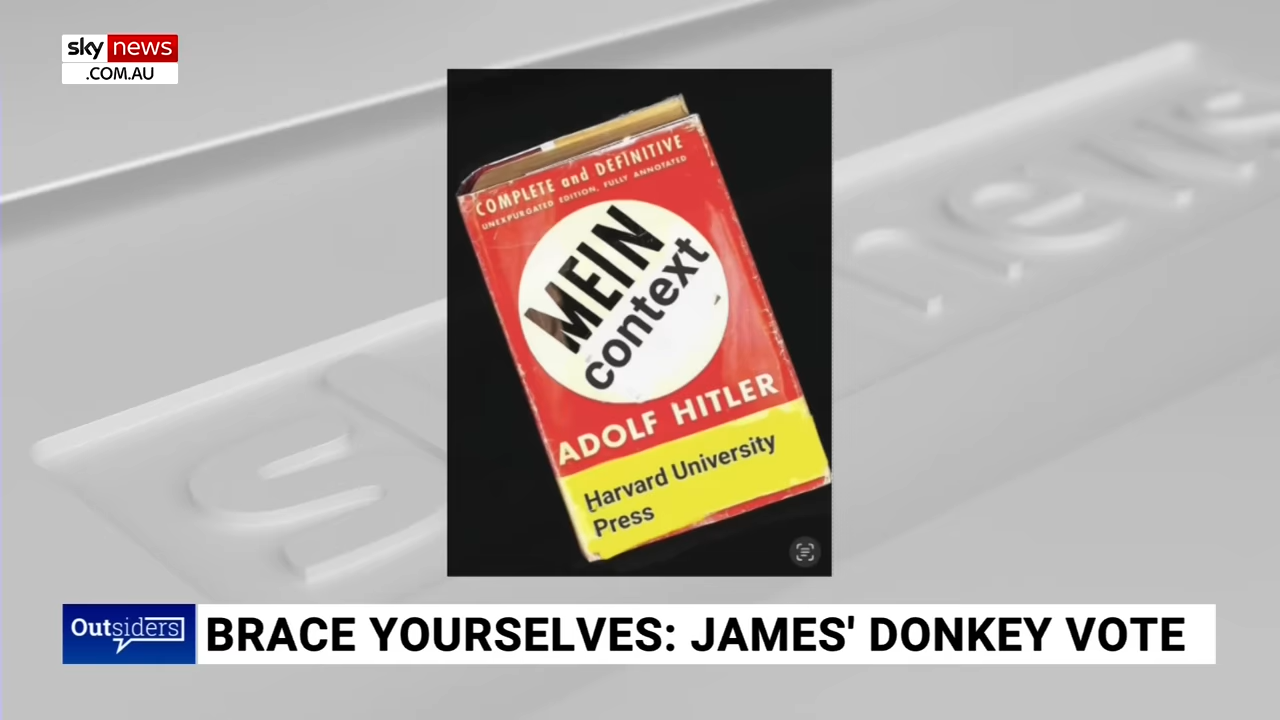 sky news
.COM.AU
COMPLETE and DEFINITIVE
UNEXPURGATED EDITION, FULLY ANNOTATED
MEIN
context
ADOLF HITLER
Harvard University
Press
Outsiders
BRACE YOURSELVES: JAMES' DONKEY VOTE